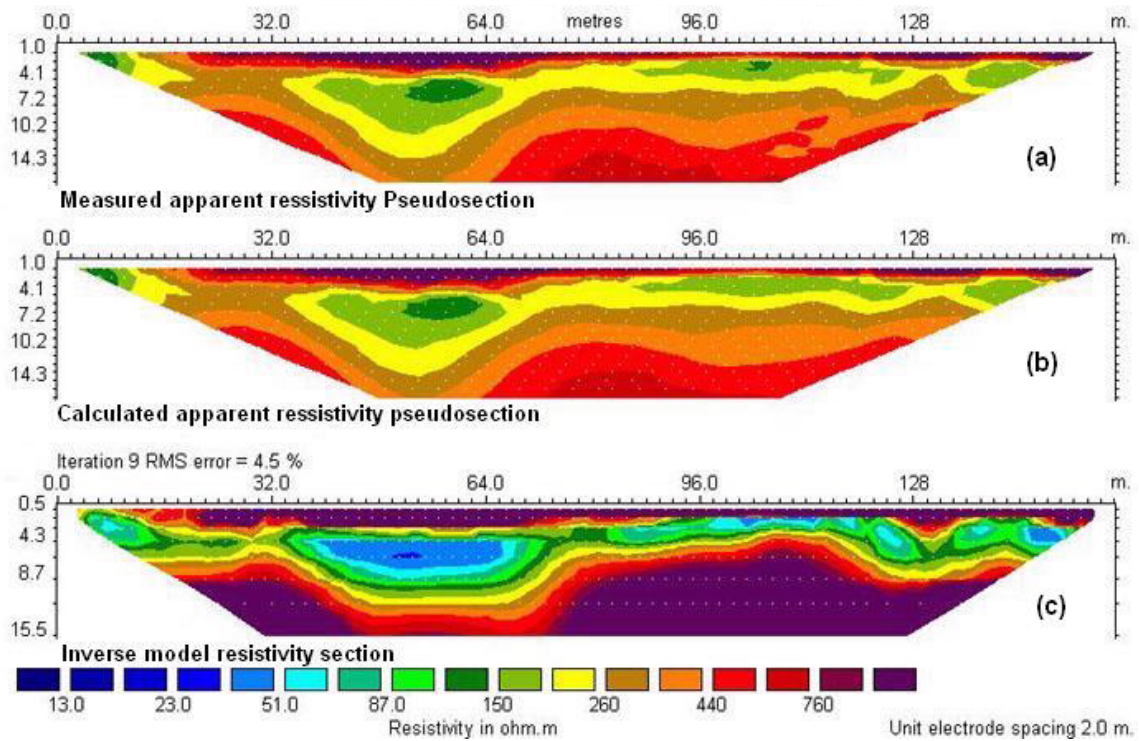 0.0 32.0 metres 64.0 96.0 128 m.
1.0
4.1
7.2
10.2
14.3
(a)
Measured apparent ressistivity Pseudosection
0.0 32.0 64.0 96.0 128 m.
1.0
4.1
7.2
10.2
14.3
(b)
Calculated apparent ressistivity pseudosection
Iteration 9 RMS error = 4.5 %
0.0 32.0 64.0 96.0 128 m.
0.5
4.3
8.7
15.5
(c)
Inverse model resistivity section
13.0 23.0 51.0 87.0 150 260 440 760
Resistivity in ohm.m Unit electrode spacing 2.0 m.